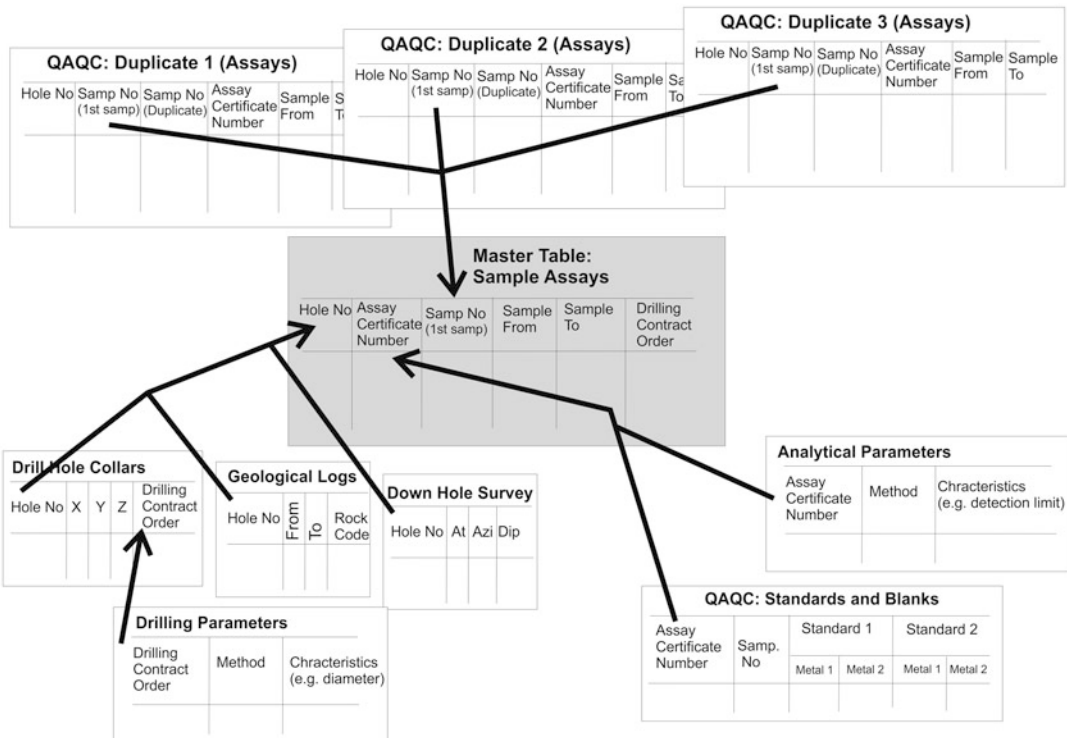 QAQC: Duplicate 1 (Assays)
Hole No Samp No Samp No Assay Sample S
(1st samp) (Duplicate) Certificate From T
Number
QAQC: Duplicate 2 (Assays)
Hole No Samp No Samp No Assay Sample Sa
(1st samp) (Duplicate) Certificate From To
Number
QAQC: Duplicate 3 (Assays)
Hole No Samp No Samp No Assay Sample Sample
(1st samp) (Duplicate) Certificate From To
Number
Master Table:
Sample Assays
Hole No Assay Samp No Sample Sample Drilling
Certificate (1st samp) From To Contract
Number Order
Drill Hole Collars
Hole No X Y Z Drilling
Contract
Order
Geological Logs
Hole No From To Rock
Code
Down Hole Survey
Hole No At Azi Dip
Drilling Parameters
Drilling Method Chracteristics
Contract (e.g. diameter)
Order
Analytical Parameters
Assay Method Chracteristics
Certificate (e.g. detection limit)
Number
QAQC: Standards and Blanks
Assay Samp. Standard 1 Standard 2
Certificate No
Number Metal 1 Metal 2 Metal 1 Metal 2